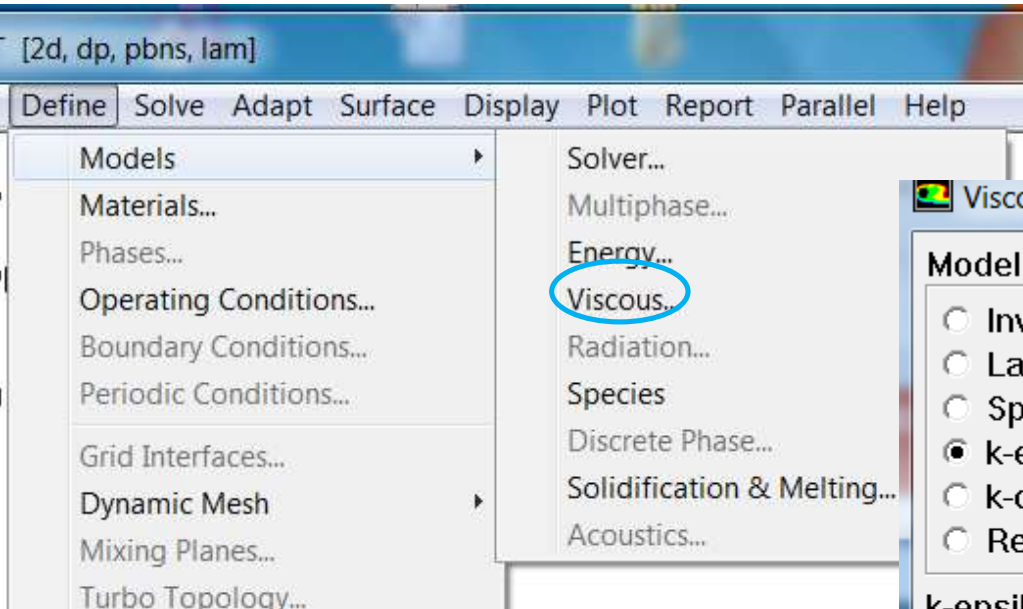 [2d, dp, pbns, lam]
Define Solve Adapt Surface Display Plot Report Parallel Help
Models
Materials...
Phases...
Operating Conditions...
Boundary Conditions...
Periodic Conditions...
Grid Interfaces...
Dynamic Mesh
Mixing Planes...
Turbo Topology...
Solver...
Multiphase...
Energy...
Viscous...
Radiation...
Species
Discrete Phase...
Solidification & Melting...
Acoustics...
Model